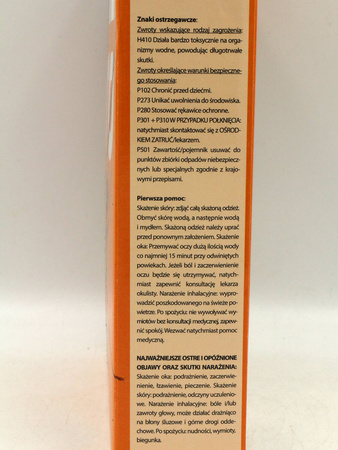 Znaki ostrzegawcze:
Zwroty wskazujące rodzaj zagrożenia:
H410 Działa bardzo toksycznie na orga-
nizmy wodne, powodując długotrwałe
skutki.
Zwroty określające warunki bezpieczne-
go stosowania:
P102 Chronić przed dziećmi.
P273 Unikać uwolnienia do środowiska.
P280 Stosować rękawice ochronne.
P301 + P310 W PRZYPADKU POŁKNIĘCIA:
natychmiast skontaktować się z OŚROD-
KIEM ZATRUĆ/lekarzem.
P501 Zawartość/pojemnik usuwać do
punktów zbiórki odpadów niebezpiecz-
nych lub specjalnych zgodnie z krajo-
wymi przepisami.
Pierwsza pomoc:
Skażenie skóry: zdjąć całą skażoną odzież.
Obmyć skórę wodą, a następnie wodą
i mydłem. Skażoną odzież należy uprać
przed ponownym założeniem. Skażenie
oka: Przemywać oczy dużą ilością wody
co najmniej 15 minut przy odwiniętych
powiekach. Jeżeli ból i zaczerwienienie
oczu będzie się utrzymywać, natych-
miast zapewnić konsultację lekarza
okulisty. Narażenie inhalacyjne: wypro-
wadzić poszkodowanego na świeże po-
wietrze. Po spożyciu: nie wywoływać wy-
miotów bez konsultacji medycznej, zapew-
nić spokój. Wezwać natychmiast pomoc
medyczną.
NAJWAŻNIEJSZE OSTRE I OPÓŹNIONE
OBJAWY ORAZ SKUTKI NARAŻENIA:
Skażenie oka: podrażnienie, zaczerwie-
nienie, łzawienie, pieczenie. Skażenie
skóry: podrażnienie, odczyny uczulenio-
we. Narażenie inhalacyjne: bóle i/lub
zawroty głowy, może działać drażniąco
na błony śluzowe i górne drogi odde-
chowe. Po spożyciu: nudności, wymioty,
biegunka.